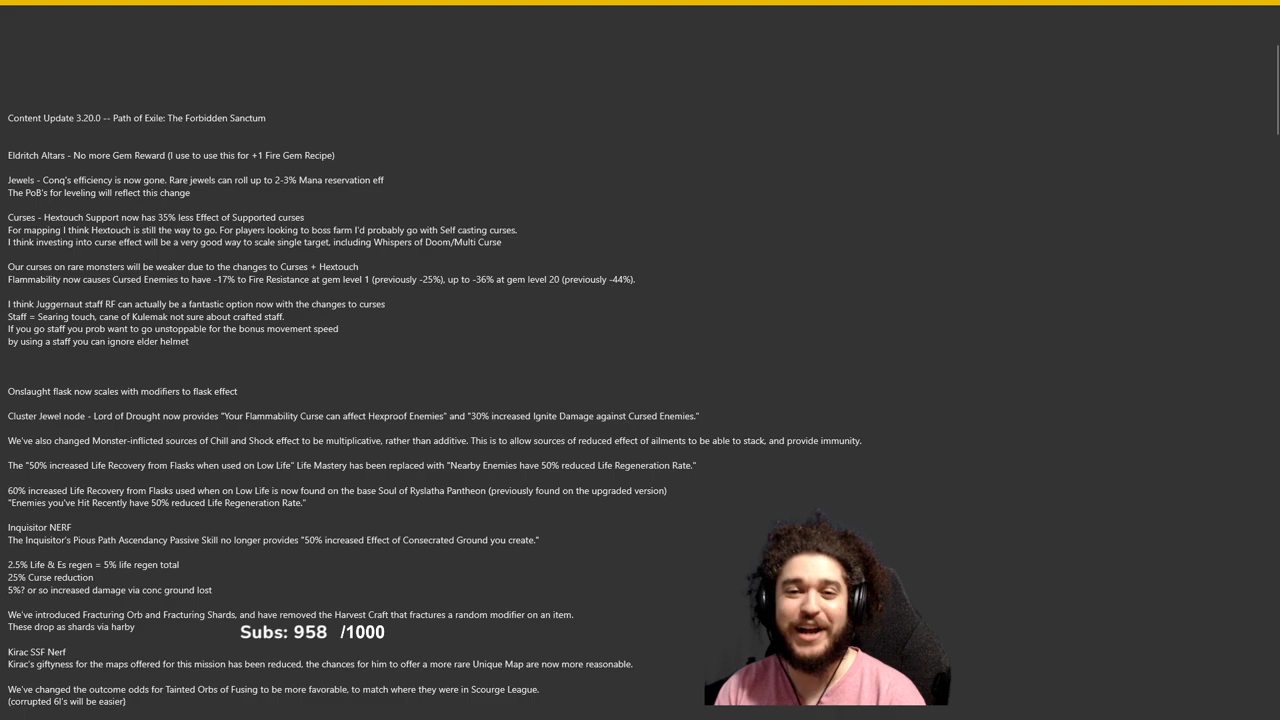 Content Update 3.20.0 -- Path of Exile: The Forbidden Sanctum
Eldritch Altars - No more Gem Reward (I use to use this for +1 Fire Gem Recipe)
Jewels - Conq's efficiency is now gone. Rare jewels can roll up to 2-3% Mana reservation eff
The PoB's for leveling will reflect this change
Curses - Hextouch Support now has 35% less Effect of Supported curses
For mapping I think Hextouch is still the way to go. For players looking to boss farm I'd probably go with Self casting curses.
I think investing into curse effect will be a very good way to scale single target, including Whispers of Doom/Multi Curse
Our curses on rare monsters will be weaker due to the changes to Curses + Hextouch
Flammability now causes Cursed Enemies to have -17% to Fire Resistance at gem level 1 (previously -25%), up to -36% at gem level 20 (previously -44%).
I think Juggernaut staff RF can actually be a fantastic option now with the changes to curses
Staff = Searing touch, cane of Kulemak not sure about crafted staff.
If you go staff you prob want to go unstoppable for the bonus movement speed
by using a staff you can ignore elder helmet
Onslaught flask now scales with modifiers to flask effect
Cluster Jewel node - Lord of Drought now provides "Your Flammability Curse can affect Hexproof Enemies" and "30% increased Ignite Damage against Cursed Enemies."
We've also changed Monster-inflicted sources of Chill and Shock effect to be multiplicative, rather than additive. This is to allow sources of reduced effect of ailments to be able to stack, and provide immunity.
The "50% increased Life Recovery from Flasks when used on Low Life" Life Mastery has been replaced with "Nearby Enemies have 50% reduced Life Regeneration Rate."
60% increased Life Recovery from Flasks used when on Low Life is now found on the base Soul of Ryslatha Pantheon (previously found on the upgraded version)
"Enemies you've Hit Recently have 50% reduced Life Regeneration Rate."
Inquisitor NERF
The Inquisitor's Pious Path Ascendancy Passive Skill no longer provides "50% increased Effect of Consecrated Ground you create."
2.5% Life & Es regen = 5% life regen total
25% Curse reduction
5%? or so increased damage via conc ground lost
We've introduced Fracturing Orb and Fracturing Shards, and have removed the Harvest Craft that fractures a random modifier on an item.
These drop as shards via harby
Subs: 958 /1000
Kirac SSF Nerf
Kirac's giftyness for the maps offered for this mission has been reduced, the chances for him to offer a more rare Unique Map are now more reasonable.
We've changed the outcome odds for Tainted Orbs of Fusing to be more favorable, to match where they were in Scourge League.
(corrupted 6l's will be easier)